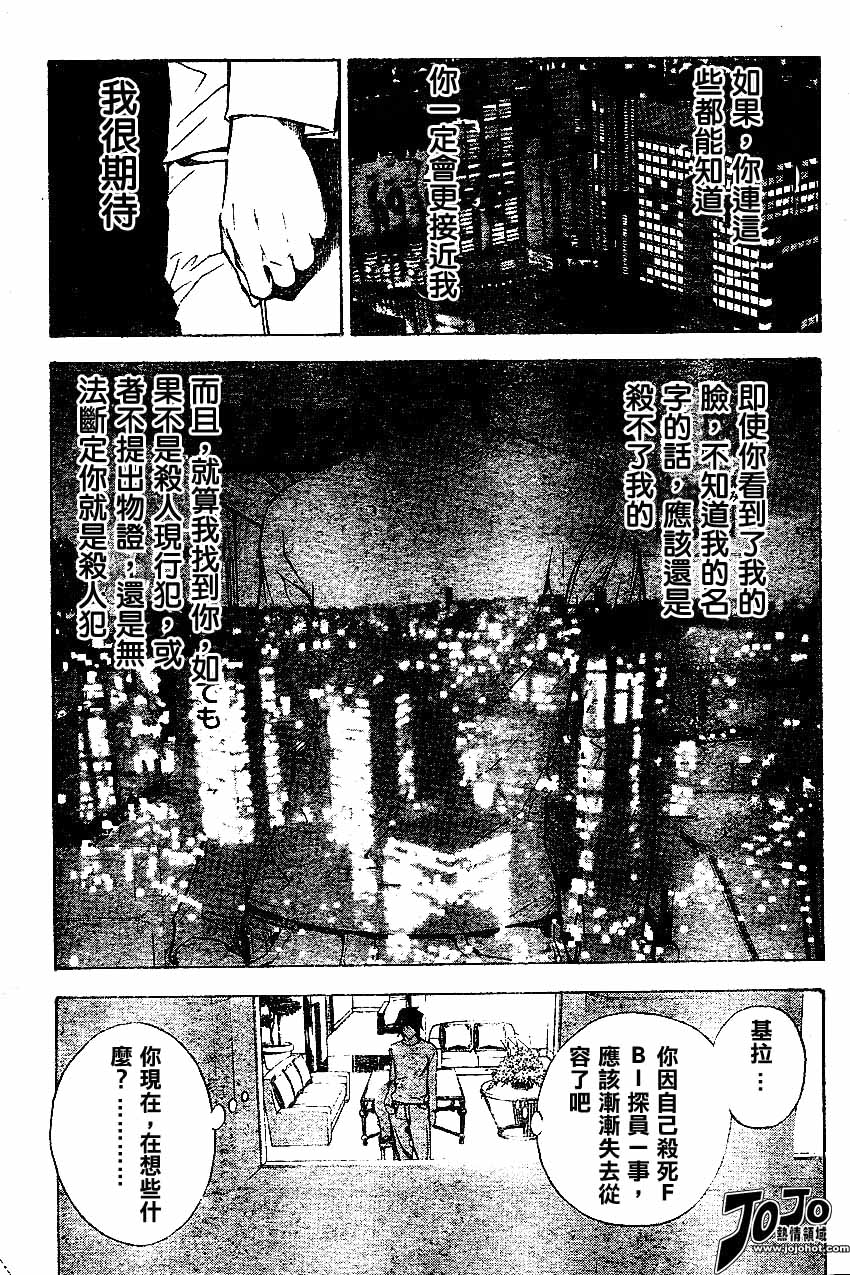 如果，你連這
些都能知道
你一定會更接近我
我很期待
即使你看到了我的
臉，不知道我的名
字的話，應該還是
殺不了我的
而且，就算我找到你，如
ても
果不是殺人現行犯，或
者不提出物證，還是無
法斷定你就是殺人犯
基拉…
你因自己殺死F
BI探員一事，
應該漸漸失去從
容了吧
你現在，在想些什
麼？…………
JOJO
熱情領域
www.jojohot.com